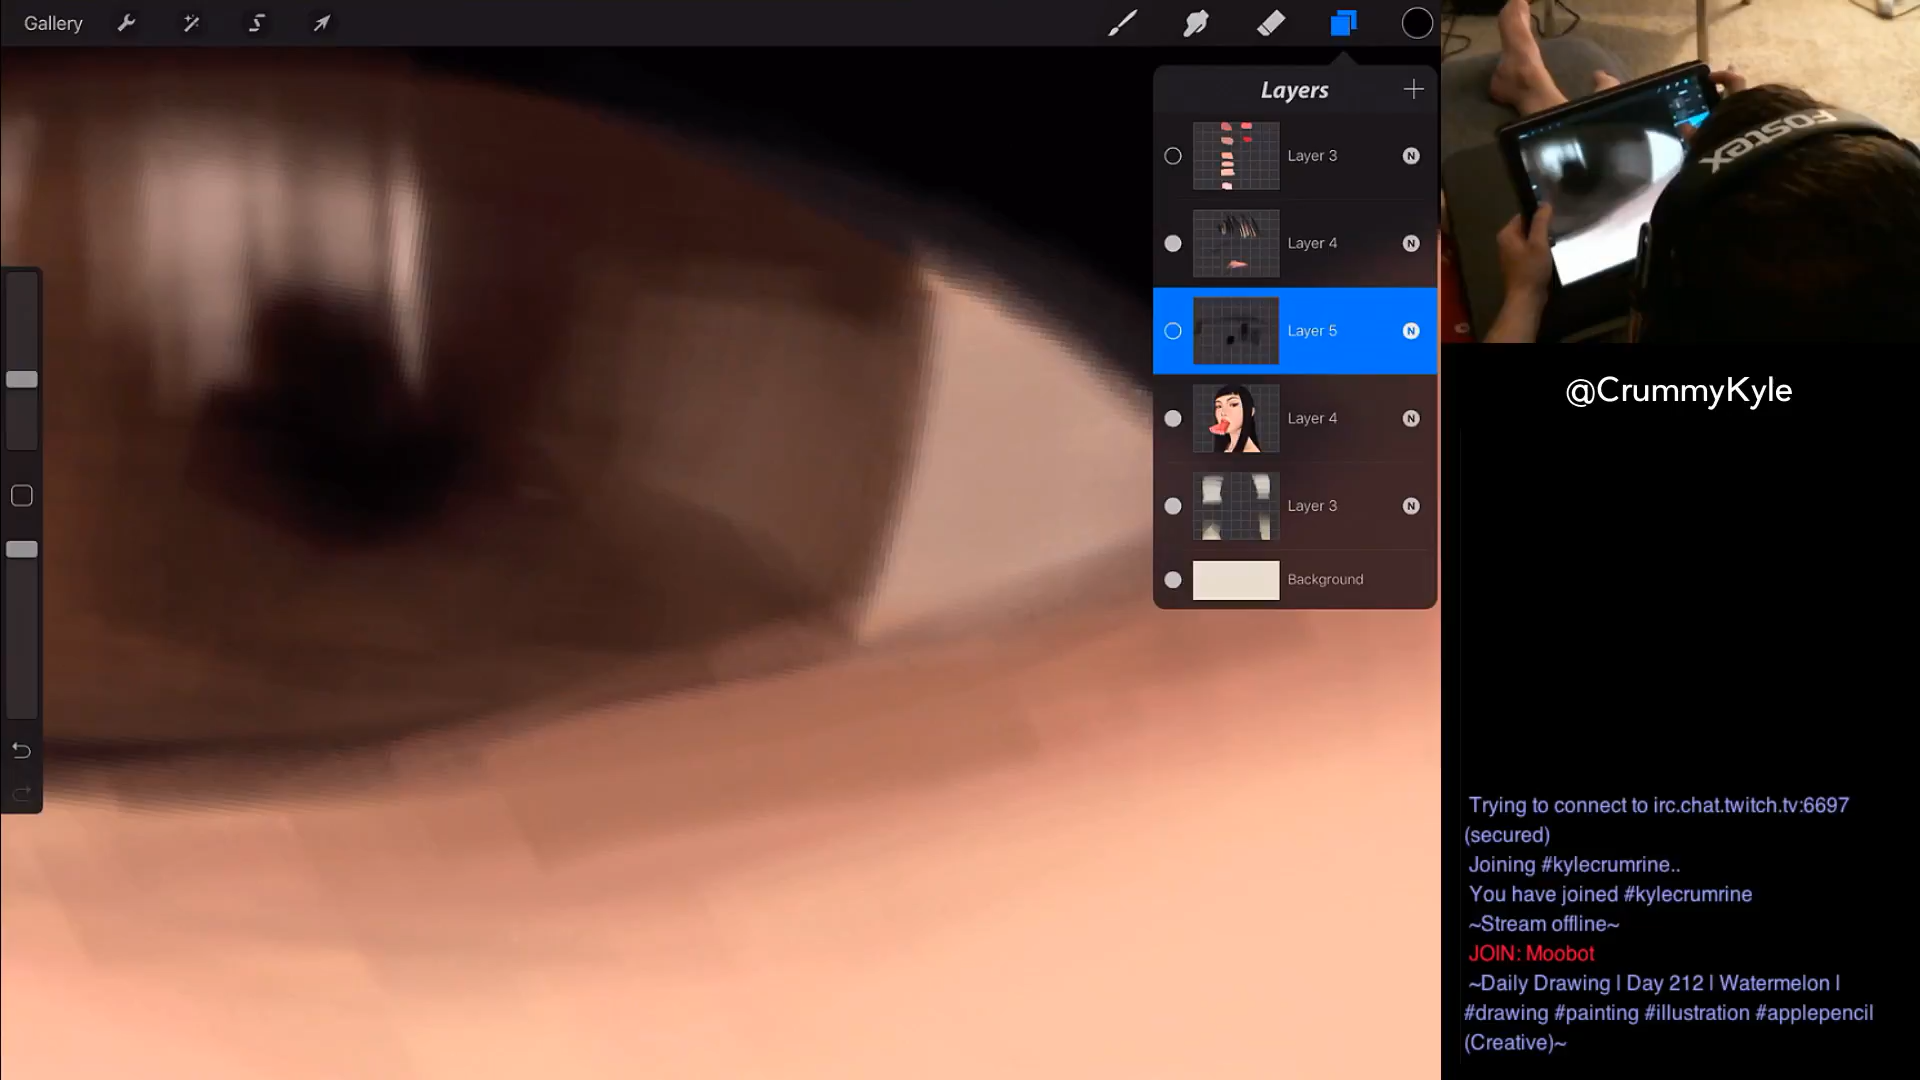 Gallery
Layers
Layer 3
N
Layer 4
N
Layer 5
N
Layer 4
N
Layer 3
N
Background
Fostex
@CrummyKyle
Trying to connect to irc.chat.twitch.tv:6697
(secured)
Joining #kylecrumrine..
You have joined #kylecrumrine
~Stream offline~
JOIN: Moobot
~Daily Drawing | Day 212 | Watermelon |
#drawing #painting #illustration #applepencil
(Creative)~